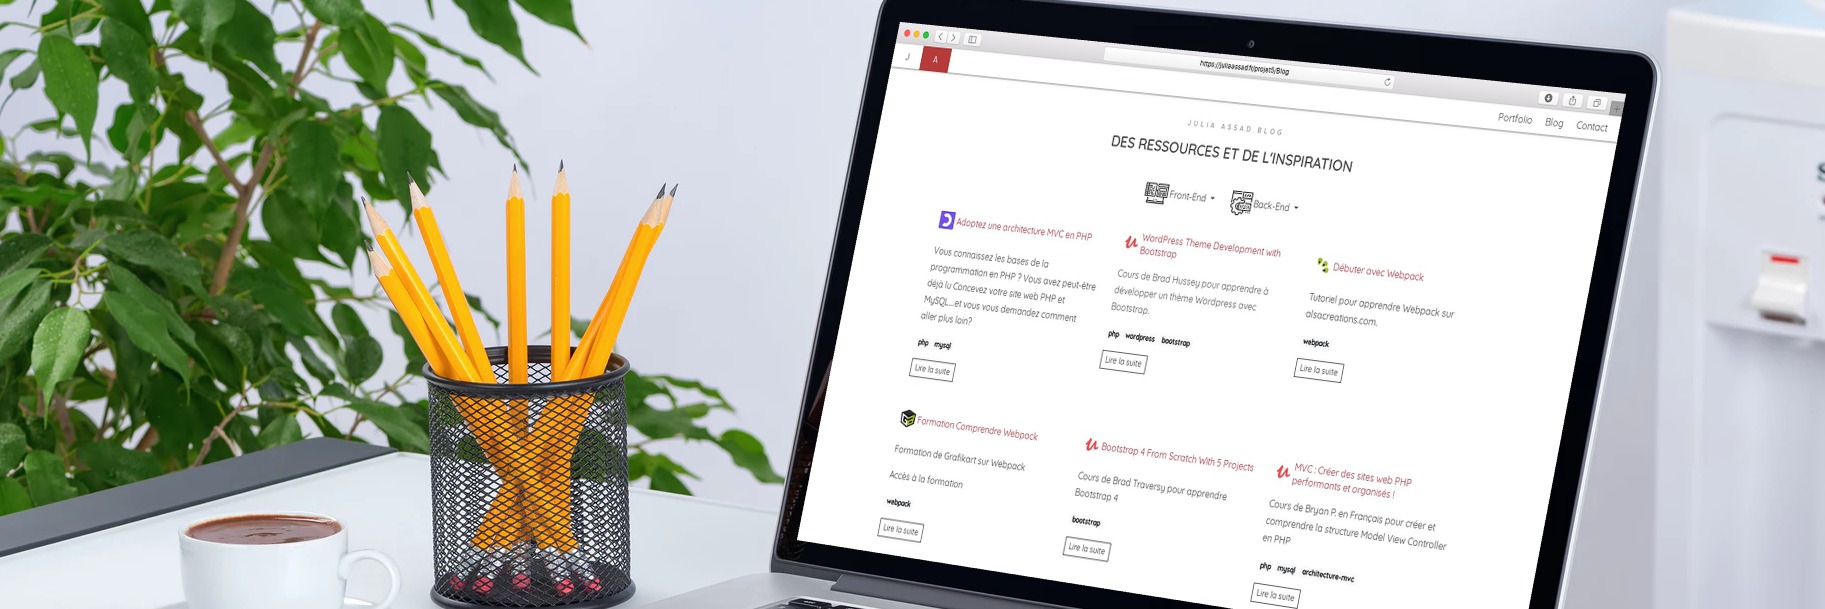 https://juliaassad.fr/projet5/Blog
J A
Portfolio Blog Contact
JULIA ASSAD.BLOG
DES RESSOURCES ET DE L'INSPIRATION
Front-End Back-End
Adoptez une architecture MVC en PHP
Vous connaissez les bases de la
programmation en PHP ? Vous avez peut-être
déjà lu Concevez votre site web PHP et
MySQL...et vous vous demandez comment
aller plus loin?
php mysql
Lire la suite
WordPress Theme Development with
Bootstrap
Cours de Brad Hussey pour apprendre à
développer un thème Wordpress avec
Bootstrap.
php wordpress bootstrap
Lire la suite
Débuter avec Webpack
Tutoriel pour apprendre Webpack sur
alsacreations.com.
webpack
Lire la suite
Formation Comprendre Webpack
Formation de Grafikart sur Webpack
Accès à la formation
webpack
Lire la suite
Bootstrap 4 From Scratch With 5 Projects
Cours de Brad Traversy pour apprendre
Bootstrap 4
bootstrap
Lire la suite
MVC : Créer des sites web PHP
performants et organisés !
Cours de Bryan P. en Français pour créer et
comprendre la structure Model View Controller
en PHP
php mysql architecture-mvc
Lire la suite